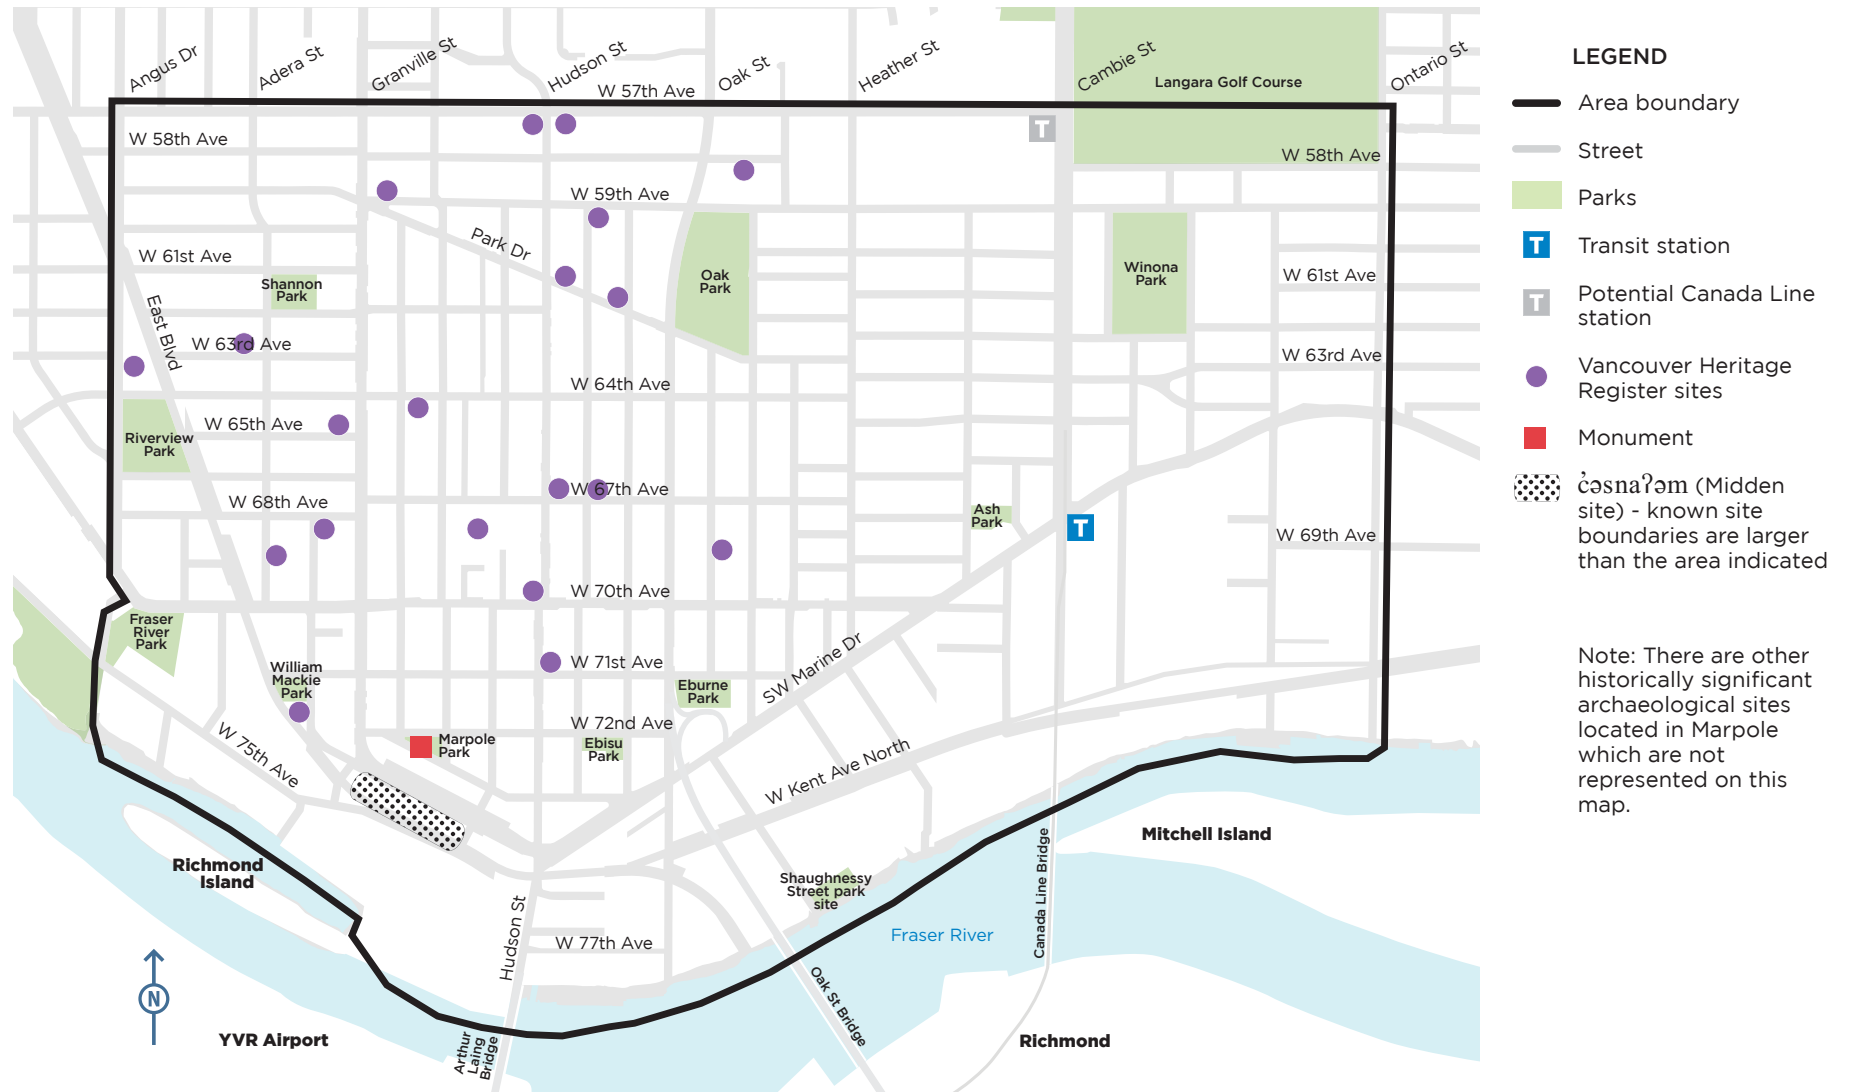 Angus Dr
Adera St
Granville St
Hudson St
Oak St
Heather St
Cambie St
Ontario St
Langara Golf Course
W 57th Ave
T
W 58th Ave
W 58th Ave
W 59th Ave
Park Dr
W 61st Ave
Shannon
Park
Oak
Park
Winona
Park
W 61st Ave
East Blvd
W 63rd Ave
W 63rd Ave
W 64th Ave
W 65th Ave
Riverview
Park
W 67th Ave
W 68th Ave
Ash
Park
T
W 69th Ave
W 70th Ave
Fraser
River
Park
William
Mackie
Park
W 71st Ave
Eburne
Park
SW Marine Dr
W 72nd Ave
Marpole
Park
Ebisu
Park
W 75th Ave
W Kent Ave North
Richmond
Island
Shaughnessy
Street park
site
Canada Line Bridge
Mitchell Island
Hudson St
W 77th Ave
Fraser River
Oak St Bridge
N
YVR Airport
Arthur
Laing
Bridge
Richmond
LEGEND
Area boundary
Street
Parks
T Transit station
T Potential Canada Line
station
Vancouver Heritage
Register sites
Monument
c̓əsnaʔəm (Midden
site) - known site
boundaries are larger
than the area indicated
Note: There are other
historically significant
archaeological sites
located in Marpole
which are not
represented on this
map.